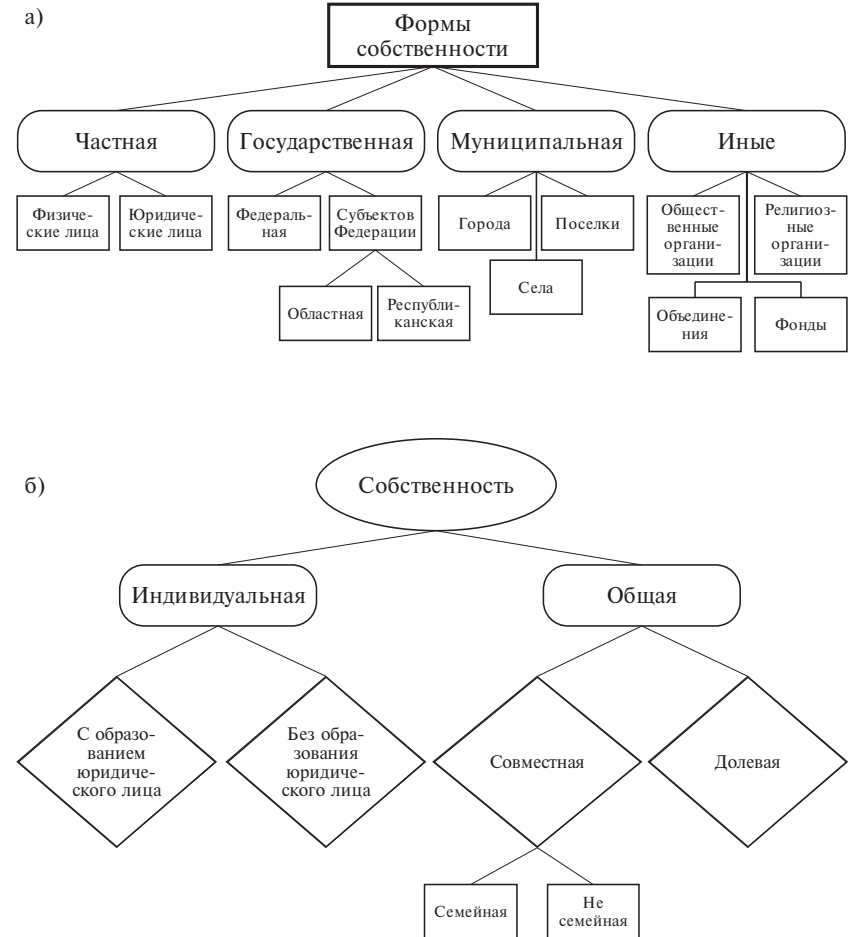 а)
Формы
собственности
Частная
Государственная
Муниципальная
Иные
Физиче-
ские лица
Юридиче-
ские лица
Федераль-
ная
Субъектов
Федерации
Города
Поселки
Общест-
венные
органи-
зации
Религиоз-
ные
органи-
зации
Областная
Республи-
канская
Села
Объедине-
ния
Фонды
б)
Собственность
Индивидуальная
Общая
С образо-
ванием
юридиче-
ского лица
Без обра-
зования
юридиче-
ского лица
Совместная
Долевая
Семейная
Не
семейная